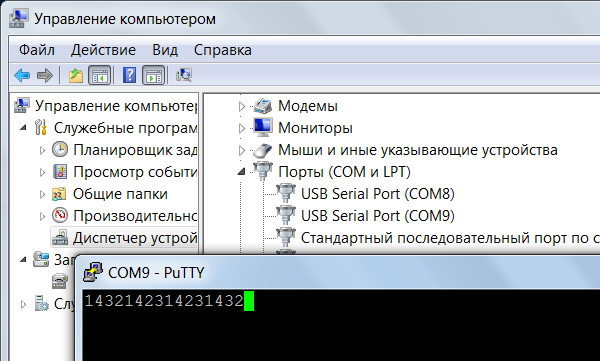 Управление компьютером
Файл Действие Вид Справка
Управление компьюте
Служебные програм
Планировщик зад
Просмотр событи
Общие папки
Производительно
Диспетчер устрой
Модемы
Мониторы
Мыши и иные указывающие устройства
Порты (COM и LPT)
USB Serial Port (COM8)
USB Serial Port (COM9)
Стандартный последовательный порт по с
Зап
Слу
COM9 - PuTTY
1432142314231432